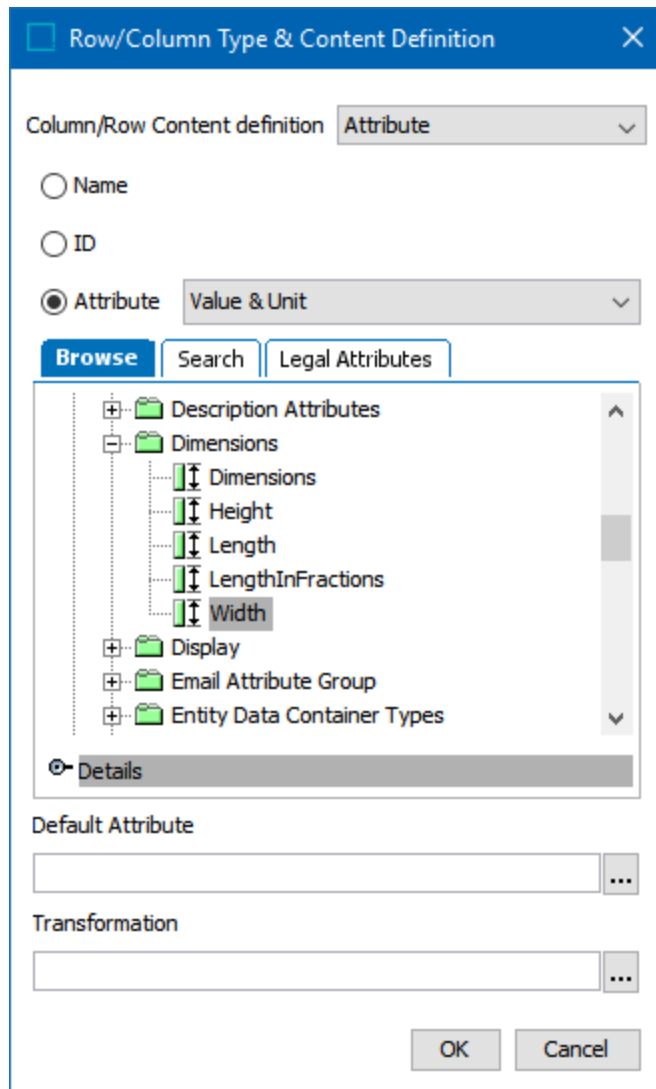 Row/Column Type & Content Definition
Column/Row Content definition Attribute
Name
ID
Attribute Value & Unit
Browse Search Legal Attributes
Description Attributes
Dimensions
Dimensions
Height
Length
LengthInFractions
Width
Display
Email Attribute Group
Entity Data Container Types
Details
Default Attribute
...
Transformation
...
OK Cancel